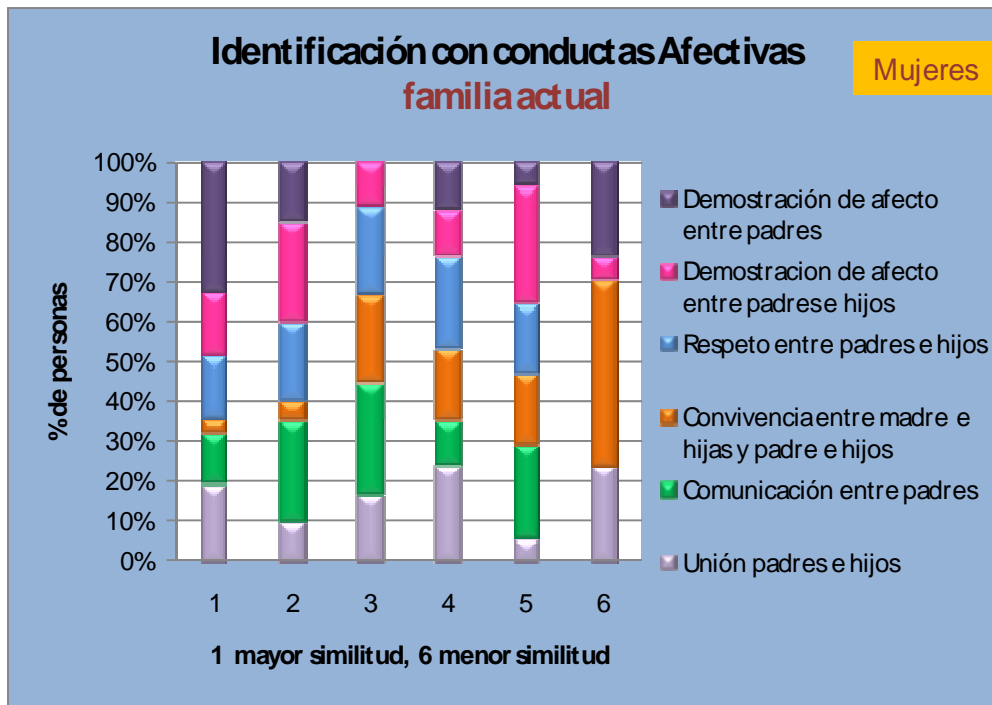 Identificación con conductas Afectivas
familia actual
Mujeres
100%
90%
80%
70%
60%
50%
40%
30%
20%
10%
0%
% de personas
1 2 3 4 5 6
1 mayor similitud, 6 menor similitud
Demostración de afecto
entre padres
Demostracion de afecto
entre padres e hijos
Respeto entre padres e hijos
Convivencia entre madre e
hijas y padre e hijos
Comunicación entre padres
Unión padres e hijos